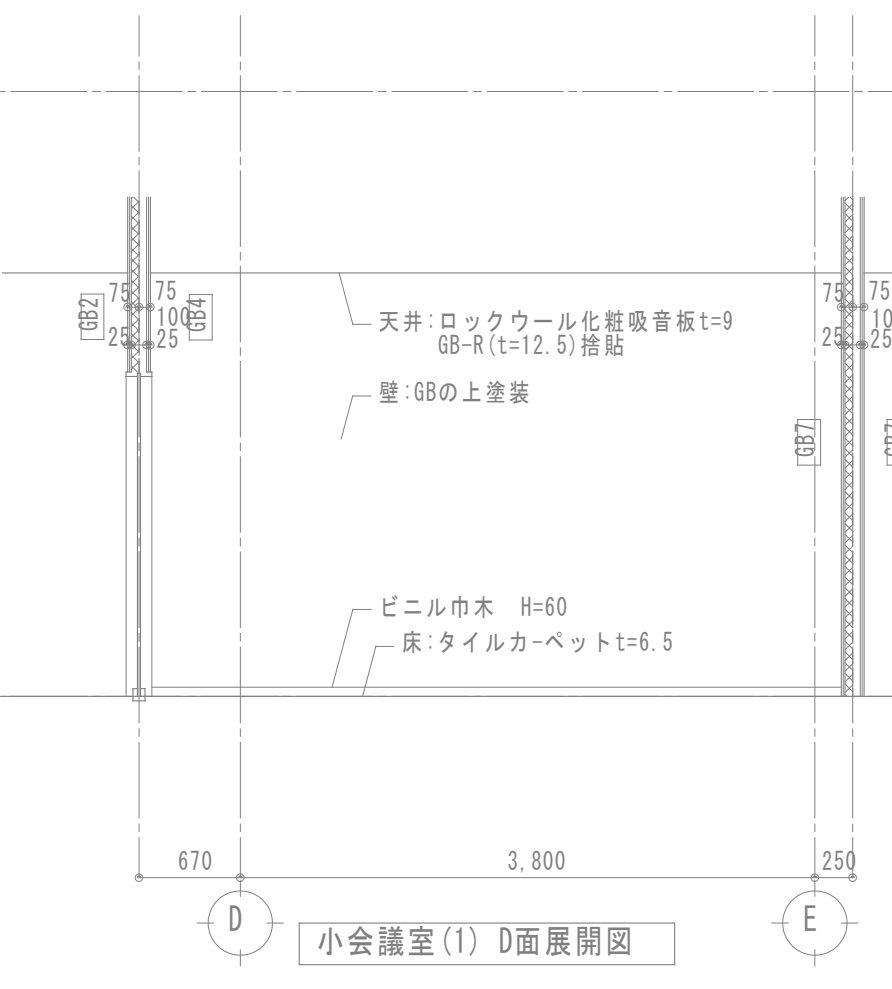 GB2
75
75
100
GB4
25
25
天井:ロックウール化粧吸音板t=9
GB-R(t=12.5)捨貼
壁:GBの上塗装
75
75
25
25
GB7
ビニル巾木 H=60
床:タイルカーペットt=6.5
670
3,800
250
D
E
小会議室(1) D面展開図